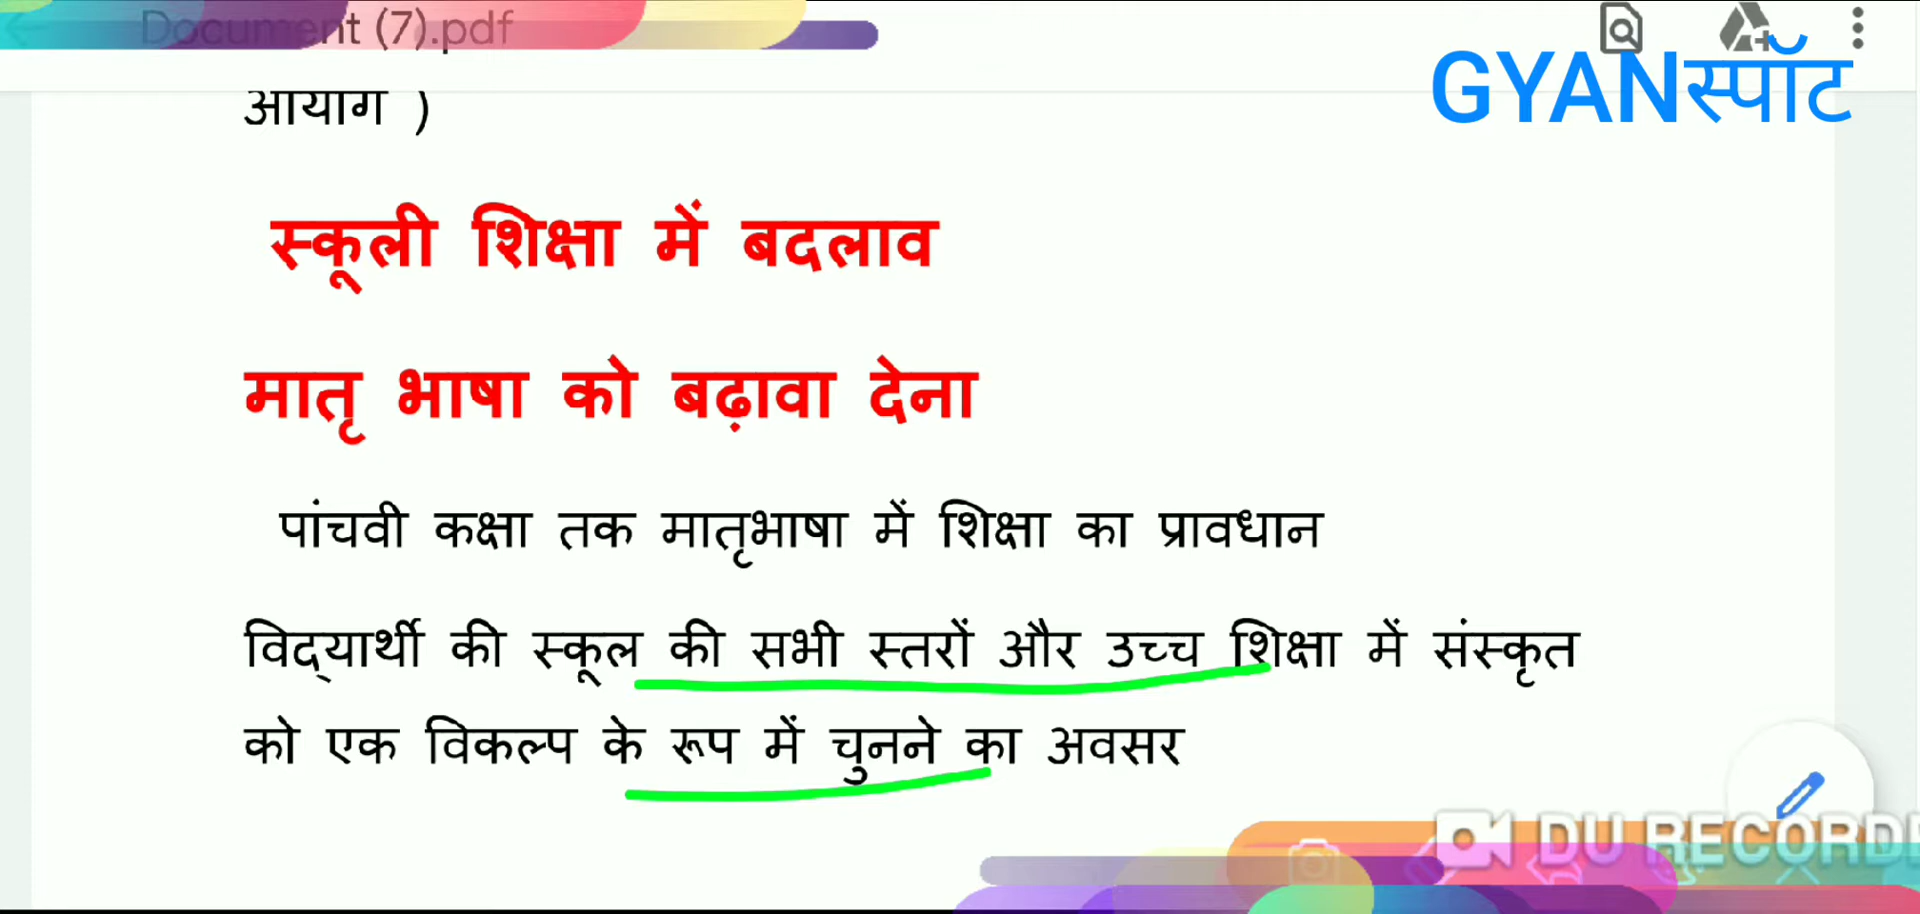 Document (7).pdf
GYANस्पॉट
आयोग )
स्कूली शिक्षा में बदलाव
मातृ भाषा को बढ़ावा देना
पांचवी कक्षा तक मातृभाषा में शिक्षा का प्रावधान
विद्यार्थी की स्कूल की सभी स्तरों और उच्च शिक्षा में संस्कृत
को एक विकल्प के रूप में चुनने का अवसर
DU RECORDE